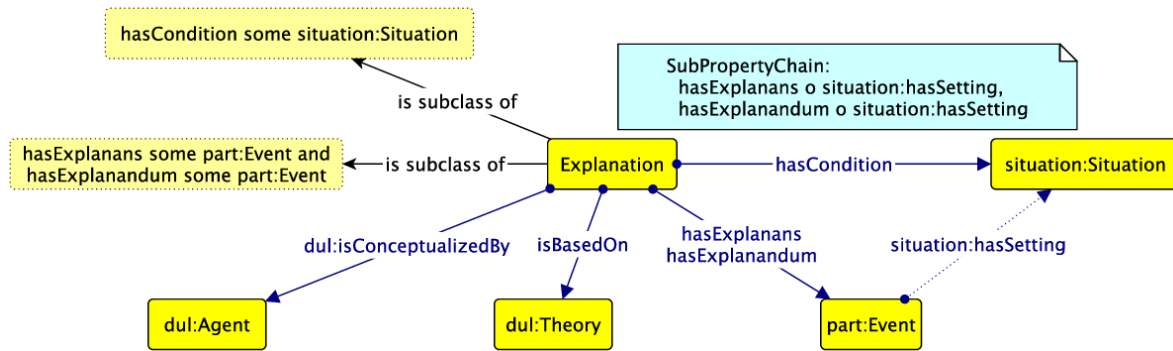 hasCondition some situation:Situation
SubPropertyChain:
hasExplanans o situation:hasSetting,
hasExplanandum o situation:hasSetting
is subclass of
hasExplanans some part:Event and
hasExplanandum some part:Event
is subclass of
Explanation
hasCondition
situation:Situation
dul:isConceptualizedBy
isBasedOn
hasExplanans
hasExplanandum
situation:hasSetting
dul:Agent
dul:Theory
part:Event